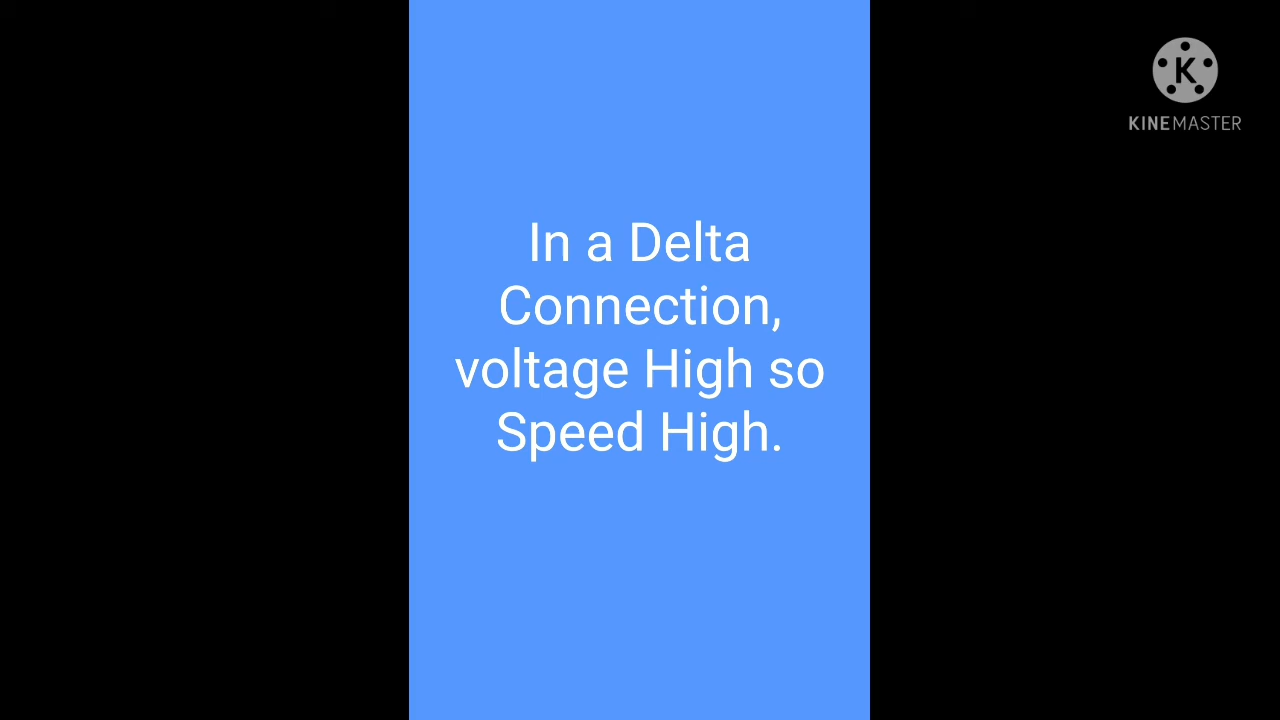 In a Delta
Connection,
voltage High so
Speed High.
K
KINEMASTER